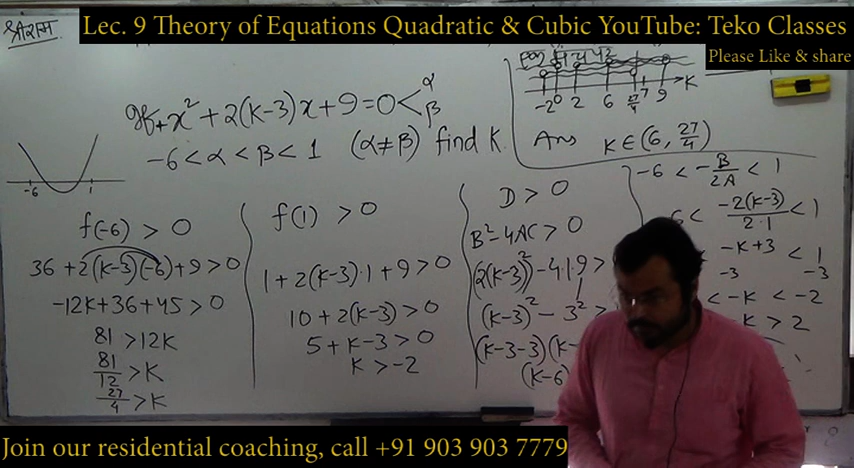 श्रीराम
Lec. 9 Theory of Equations Quadratic & Cubic YouTube: Teko Classes
Please Like & share
If x² + 2(k-3)x + 9 = 0 < α β
-6 < α < β < 1 (α≠β) find K.
-6 1
-2 0 2 6 27/4 7 9 K
Ans K∈(6, 27/4)
f(-6) > 0
36 + 2(k-3)(-6) + 9 > 0
-12K + 36 + 45 > 0
81 > 12K
81/12 > K
27/4 > K
f(1) > 0
1 + 2(k-3)·1 + 9 > 0
10 + 2(k-3) > 0
5 + k - 3 > 0
K > -2
D > 0
B² - 4AC > 0
(2(k-3))² - 4·1·9 >
(k-3)² - 3² >
(k-3-3)(k-
(k-6)
-6 < -B/2A < 1
6 < -2(k-3)/2·1 < 1
-k+3 < 1
-3 -3
< -k < -2
k > 2
Join our residential coaching, call +91 903 903 7779